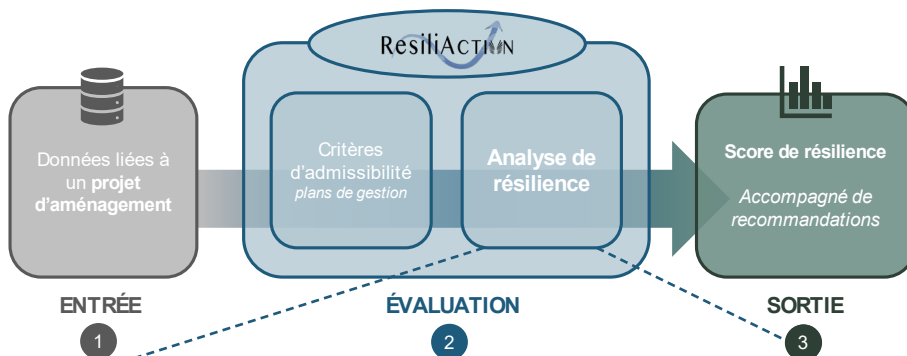 ResiliAction
Données liées à
un projet
d'aménagement
Critères
d'admissibilité
plans de gestion
Analyse de
résilience
Score de résilience
Accompagné de
recommandations
ENTRÉE
ÉVALUATION
SORTIE
1
2
3